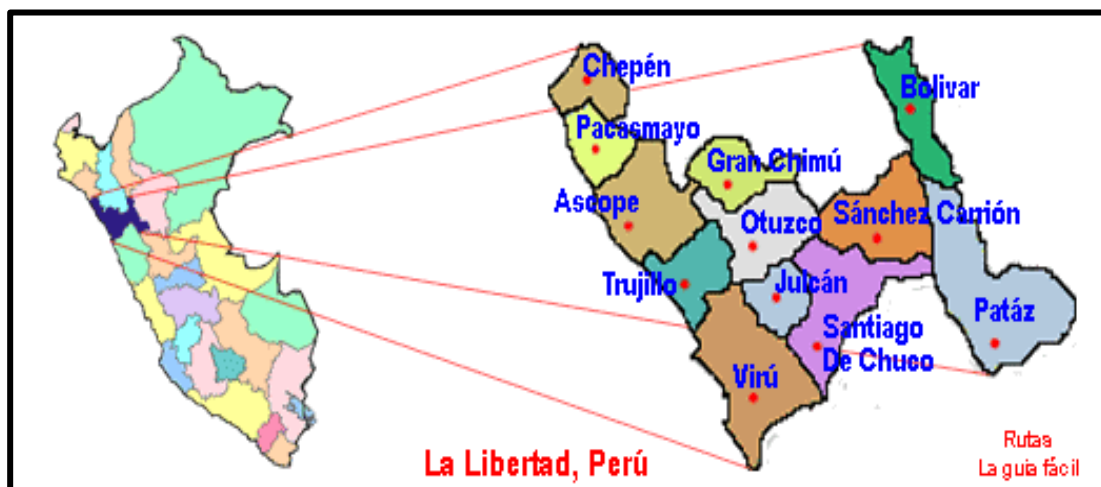 Chepén
Bolivar
Pacasmayo
Gran Chimú
Ascope
Otuzco
Sánchez Carrión
Trujillo
Julcán
Patáz
Santiago
De Chuco
Virú
La Libertad, Perú
Rutas
La guia fácil